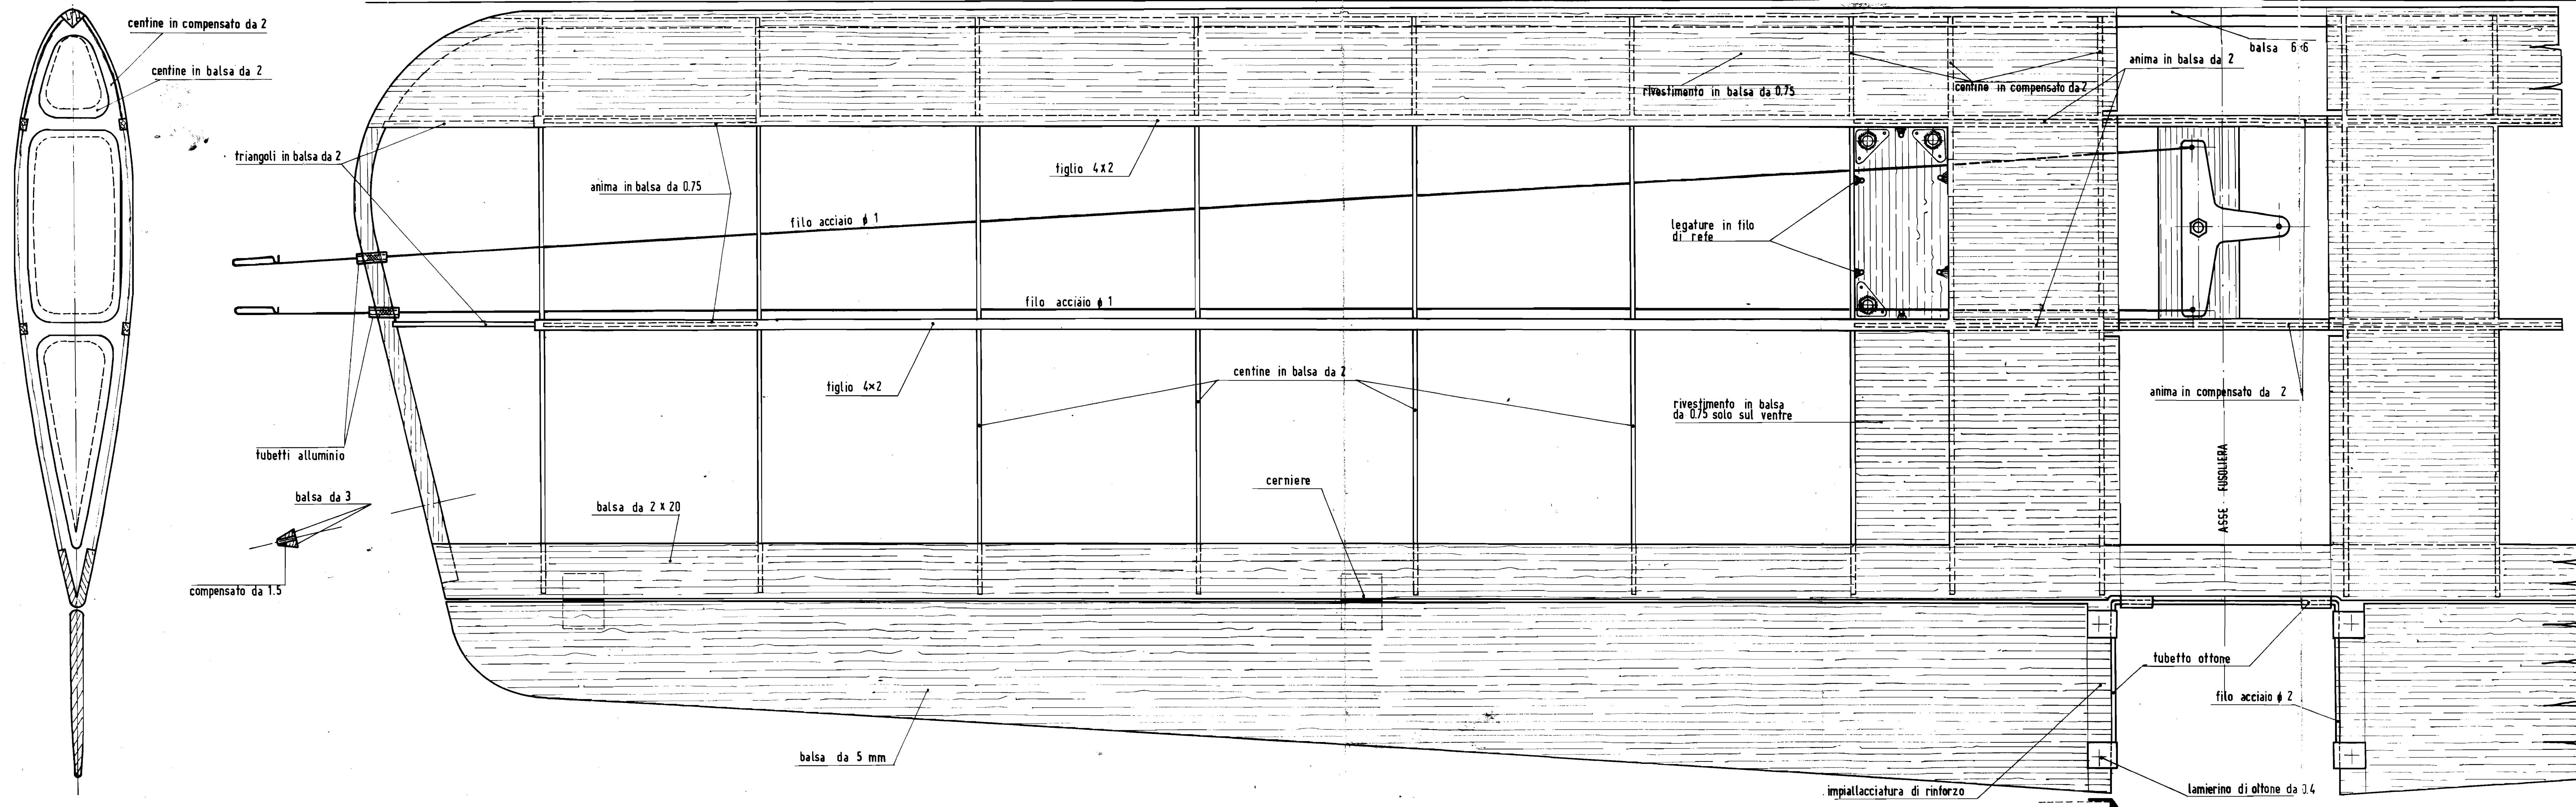 centine in compensato da 2
centine in balsa da 2
balsa 6×6
anima in balsa da 2
rivestimento in balsa da 0.75
centine in compensato da 2
triangoli in balsa da 2
anima in balsa da 0.75
tiglio 4×2
filo acciaio ϕ 1
legature in filo
di refe
filo acciaio ϕ 1
tiglio 4×2
centine in balsa da 2
rivestimento in balsa
da 0.75 solo sul ventre
anima in compensato da 2
ASSE FUSOLIERA
tubetti alluminio
balsa da 3
balsa da 2 × 20
cerniere
compensato da 1.5
tubetto ottone
filo acciaio ϕ 2
balsa da 5 mm
impiallacciatura di rinforzo
lamierino di ottone da 0.4